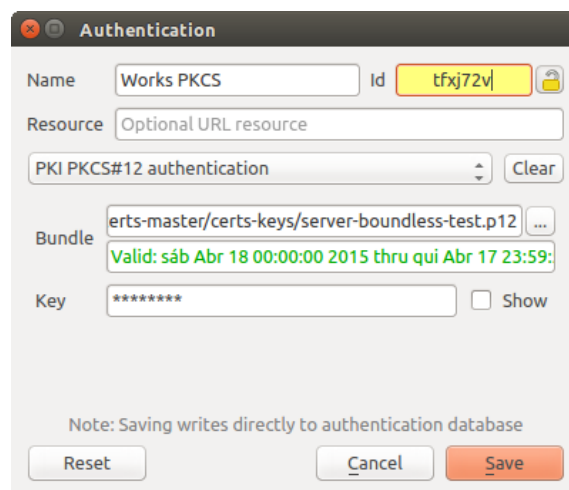 Authentication
Name Works PKCS Id tfxj72v
Resource Optional URL resource
PKI PKCS#12 authentication Clear
erts-master/certs-keys/server-boundless-test.p12 ...
Bundle
Valid: sáb Abr 18 00:00:00 2015 thru qui Abr 17 23:59:
Key ******** Show
Note: Saving writes directly to authentication database
Reset Cancel Save